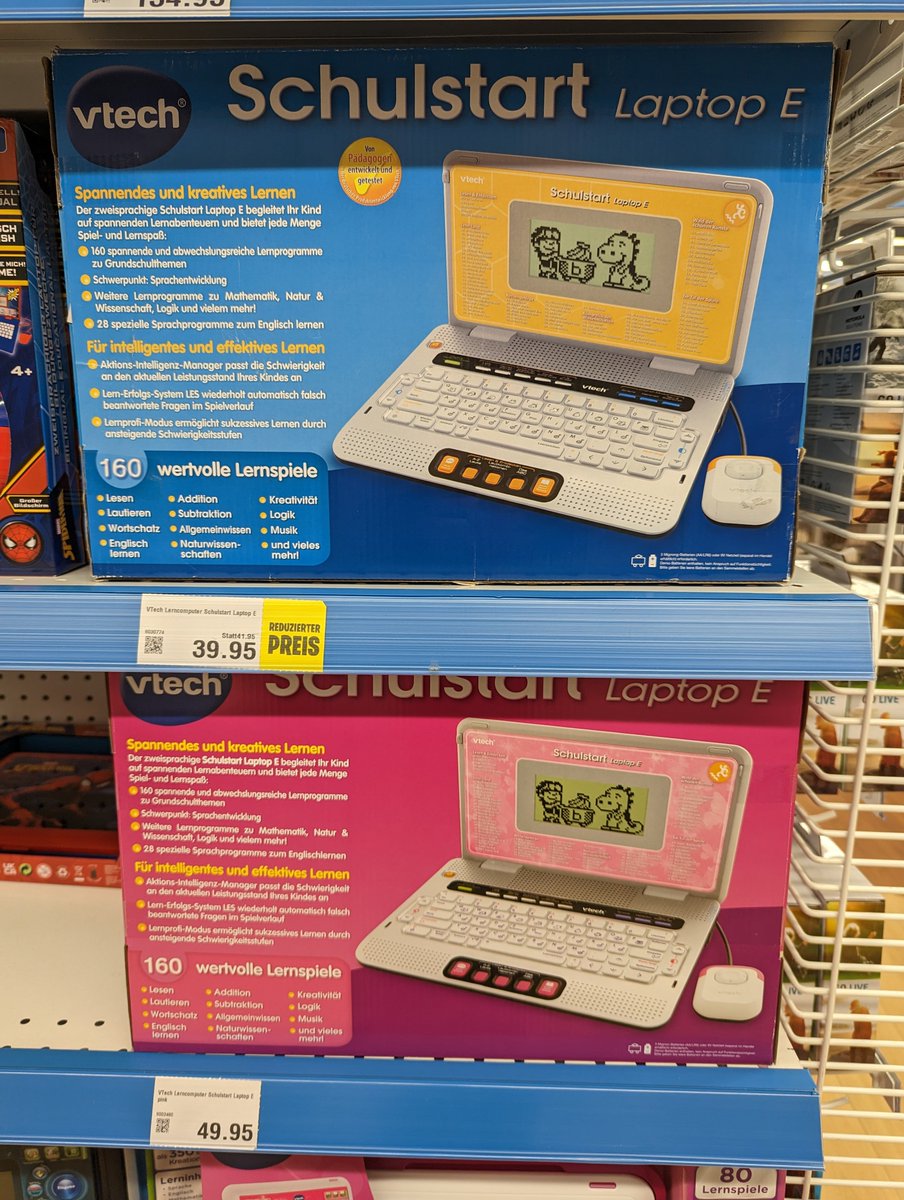 134.95
vtech®
Schulstart Laptop E
Von
Pädagogen
entwickelt und
getestet
Spannendes und kreatives Lernen
Der zweisprachige Schulstart Laptop E begleitet Ihr Kind
auf spannenden Lernabenteuern und bietet jede Menge
Spiel- und Lernspaß:
160 spannende und abwechslungsreiche Lernprogramme
zu Grundschulthemen
Schwerpunkt: Sprachentwicklung
Weitere Lernprogramme zu Mathematik, Natur &
Wissenschaft, Logik und vielem mehr!
28 spezielle Sprachprogramme zum Englisch lernen
Für intelligentes und effektives Lernen
Aktions-Intelligenz-Manager passt die Schwierigkeit
an den aktuellen Leistungsstand Ihres Kindes an
Lern-Erfolgs-System LES wiederholt automatisch falsch
beantwortete Fragen im Spielverlauf
Lernprofi-Modus ermöglicht sukzessives Lernen durch
ansteigende Schwierigkeitsstufen
160 wertvolle Lernspiele
Lesen
Lautieren
Wortschatz
Englisch
lernen
Addition
Subtraktion
Allgemeinwissen
Naturwissen-
schaften
Kreativität
Logik
Musik
und vieles
mehr!
vtech
Schulstart Laptop E
vtech
4+
Großer
Bildschirm
VTech Lerncomputer Schulstart Laptop E
Statt41.95
39.95
REDUZIERTER
PREIS
vtech
Schulstart Laptop E
Spannendes und kreatives Lernen
Der zweisprachige Schulstart Laptop E begleitet Ihr Kind
auf spannenden Lernabenteuern und bietet jede Menge
Spiel- und Lernspaß:
160 spannende und abwechslungsreiche Lernprogramme
zu Grundschulthemen
Schwerpunkt: Sprachentwicklung
Weitere Lernprogramme zu Mathematik, Natur &
Wissenschaft, Logik und vielem mehr!
28 spezielle Sprachprogramme zum Englischlernen
Für intelligentes und effektives Lernen
Aktions-Intelligenz-Manager passt die Schwierigkeit
an den aktuellen Leistungsstand Ihres Kindes an
Lern-Erfolgs-System LES wiederholt automatisch falsch
beantwortete Fragen im Spielverlauf
Lernprofi-Modus ermöglicht sukzessives Lernen durch
ansteigende Schwierigkeitsstufen
160 wertvolle Lernspiele
Lesen
Lautieren
Wortschatz
Englisch
lernen
Addition
Subtraktion
Allgemeinwissen
Naturwissen-
schaften
Kreativität
Logik
Musik
und vieles
mehr!
vtech
Schulstart Laptop E
vtech
VTech Lerncomputer Schulstart Laptop E
pink
49.95
350
80
Lernspiele